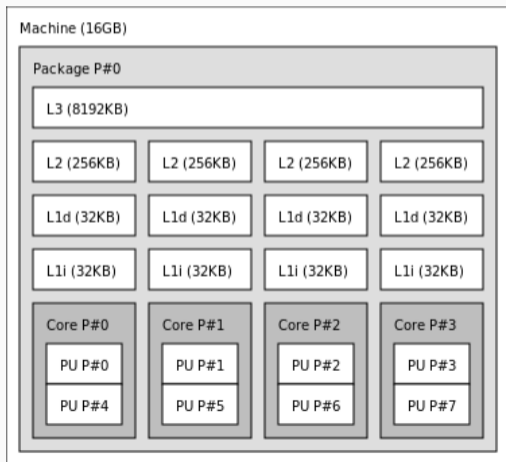 Machine (16GB)
Package P#0
L3 (8192KB)
L2 (256KB) L2 (256KB) L2 (256KB) L2 (256KB)
L1d (32KB) L1d (32KB) L1d (32KB) L1d (32KB)
L1i (32KB) L1i (32KB) L1i (32KB) L1i (32KB)
Core P#0 Core P#1 Core P#2 Core P#3
PU P#0 PU P#1 PU P#2 PU P#3
PU P#4 PU P#5 PU P#6 PU P#7